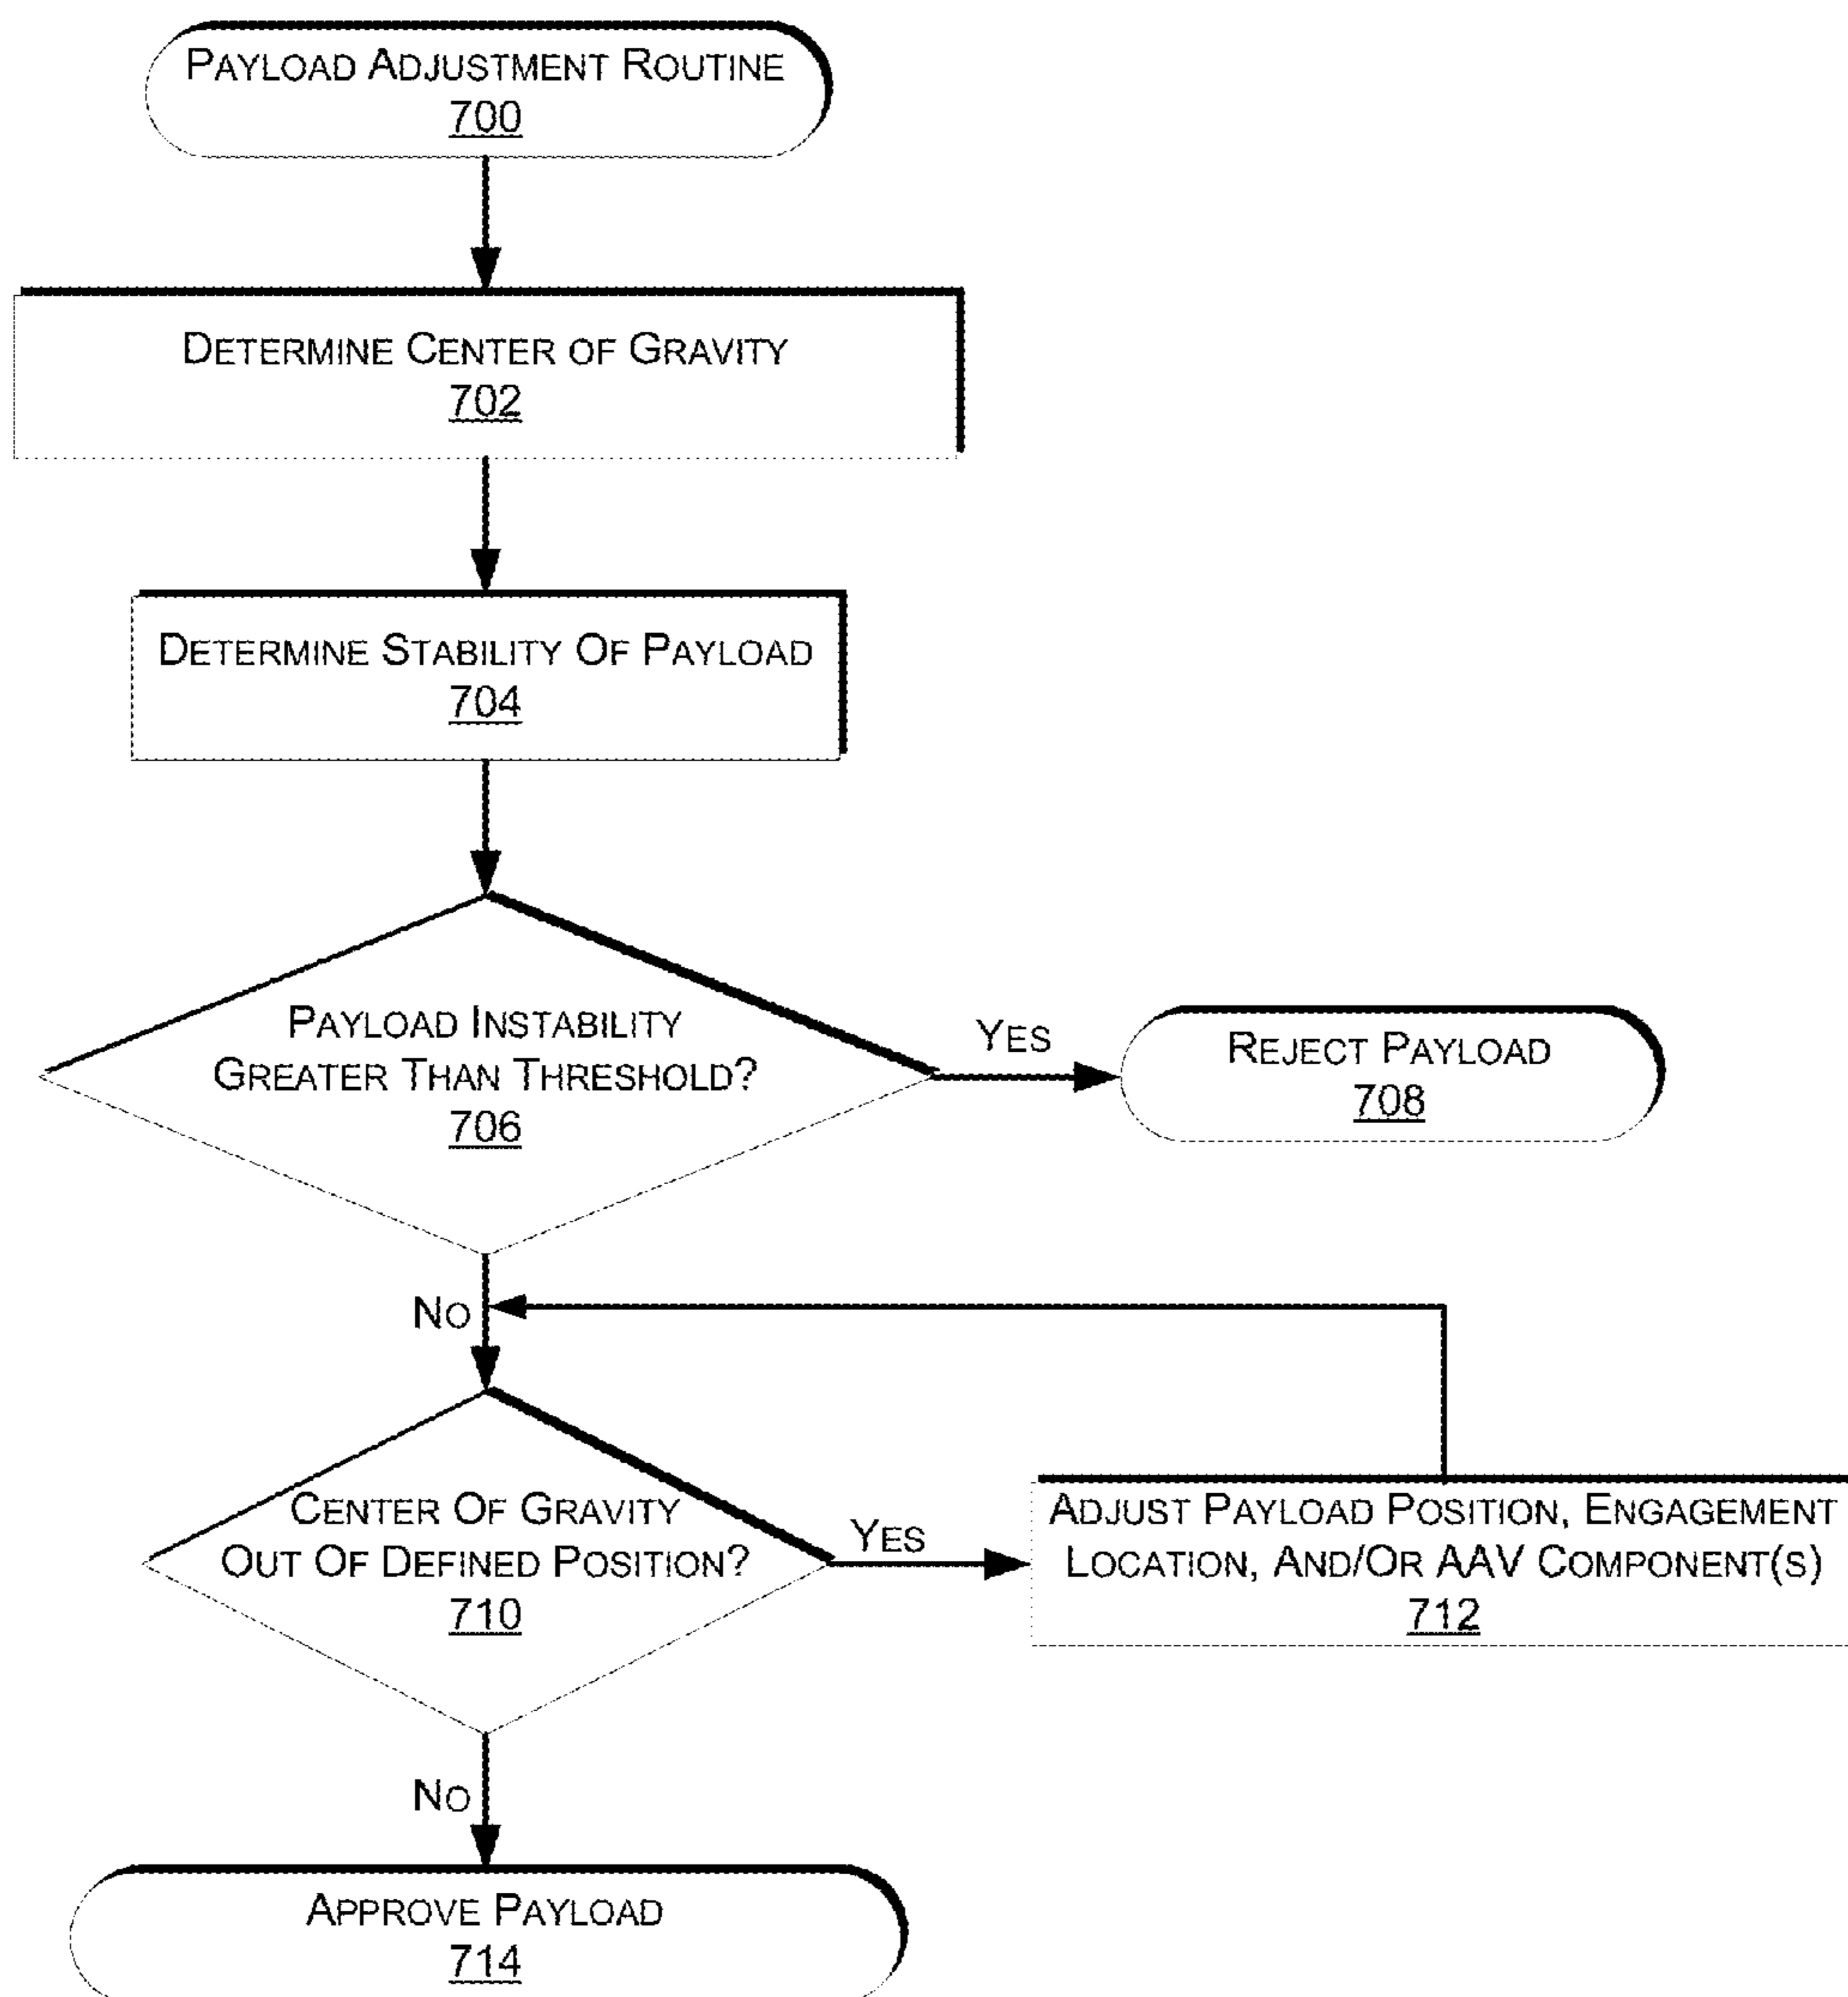 PAYLOAD ADJUSTMENT ROUTINE
700
DETERMINE CENTER OF GRAVITY
702
DETERMINE STABILITY OF PAYLOAD
704
PAYLOAD INSTABILITY
GREATER THAN THRESHOLD?
706
YES
REJECT PAYLOAD
708
NO
CENTER OF GRAVITY
OUT OF DEFINED POSITION?
710
YES
ADJUST PAYLOAD POSITION, ENGAGEMENT
LOCATION, AND/OR AAV COMPONENT(S)
712
NO
APPROVE PAYLOAD
714